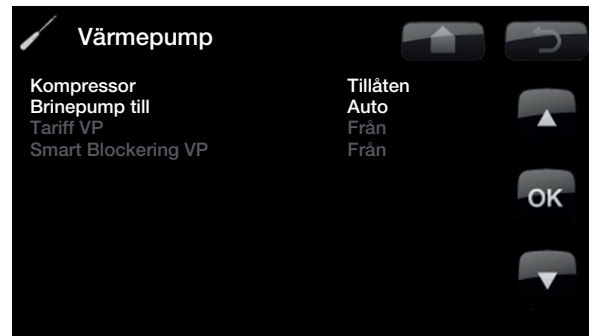 Värmepump
Kompressor Tillåten
Brinepump till Auto
Tariff VP Från
Smart Blockering VP Från
OK